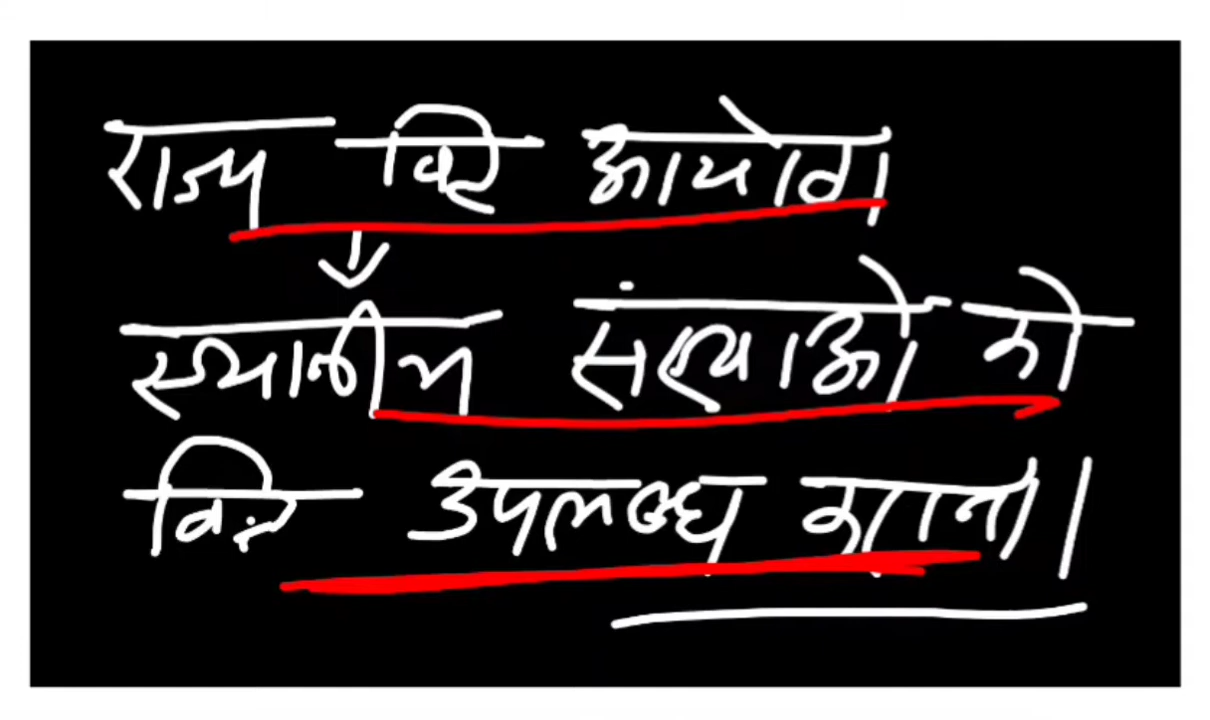 राज्य वित्त आयोग
↓
स्थानीय संस्थाओं को
वित्त उपलब्ध कराना।